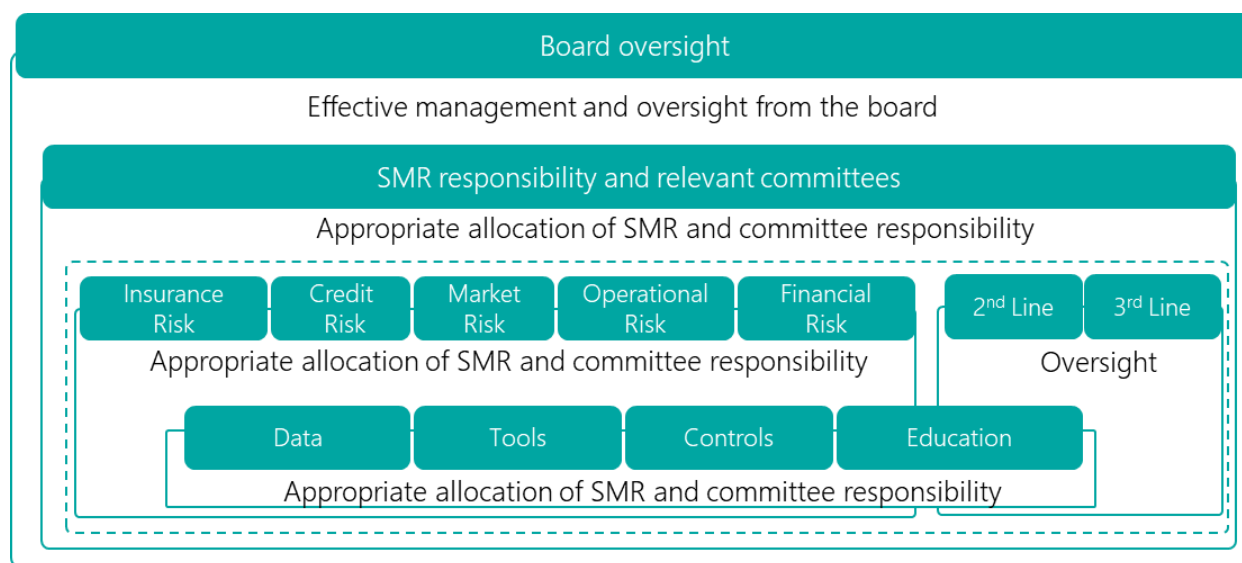 Board oversight
Effective management and oversight from the board
SMR responsibility and relevant committees
Appropriate allocation of SMR and committee responsibility
Insurance
Risk
Credit
Risk
Market
Risk
Operational
Risk
Financial
Risk
2nd Line
3rd Line
Appropriate allocation of SMR and committee responsibility
Oversight
Data
Tools
Controls
Education
Appropriate allocation of SMR and committee responsibility